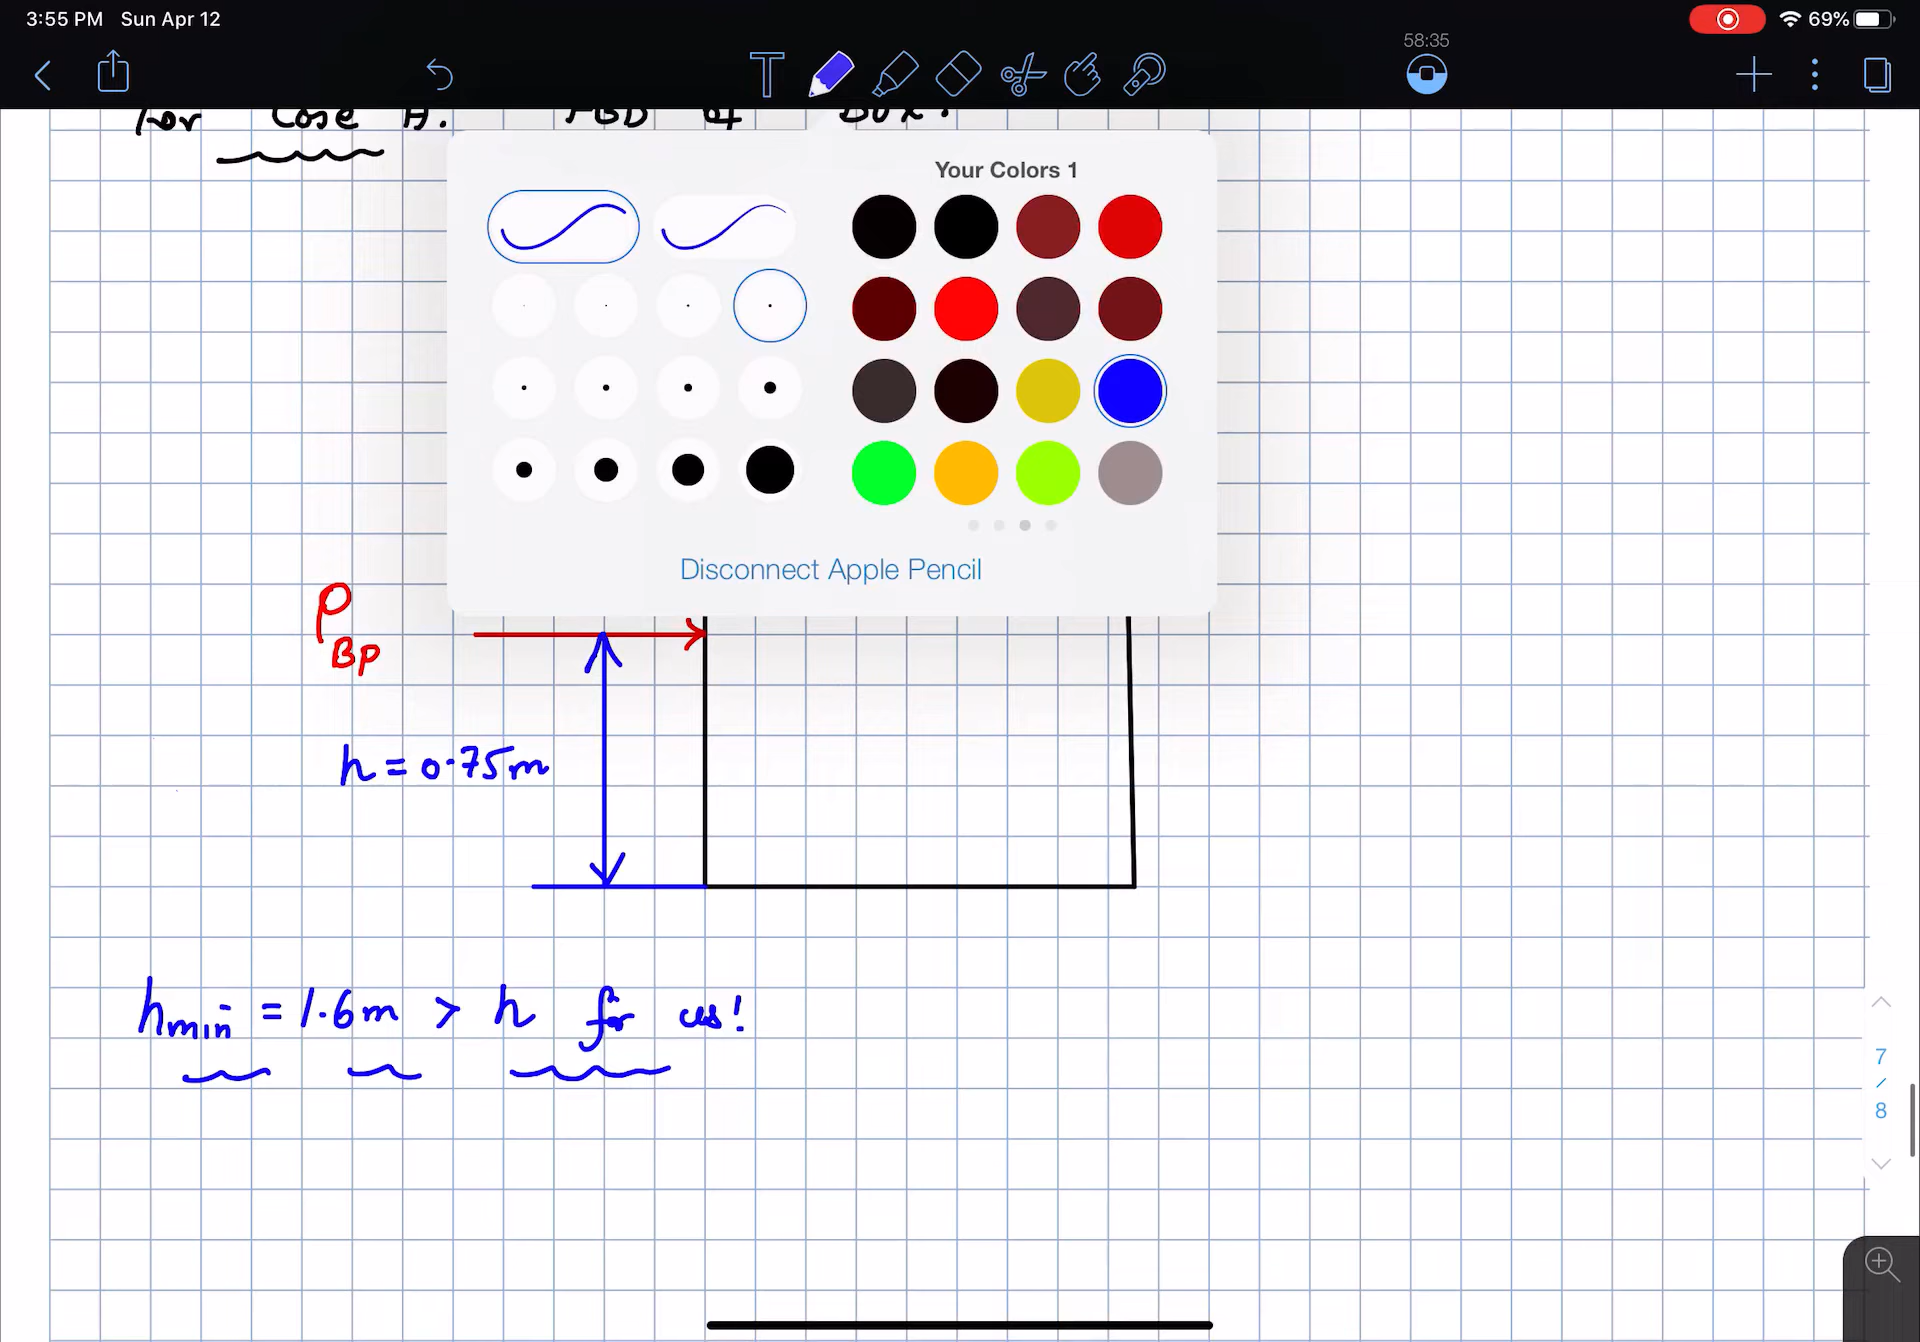 3:55 PM Sun Apr 12
69%
58:35
T
for Case A. FBD of Box:
Your Colors 1
Disconnect Apple Pencil
P
BP
h = 0.75m
hmin = 1.6m > h for us!
7
/
8